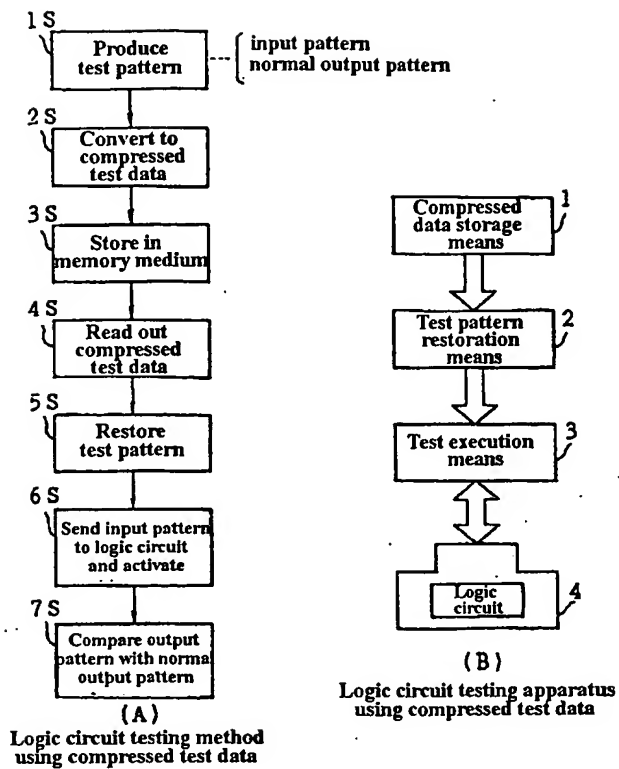 1 S
Produce
test pattern
input pattern
normal output pattern
2 S
Convert to
compressed
test data
3 S
Store in
memory medium
4 S
Read out
compressed
test data
5 S
Restore
test pattern
6 S
Send input pattern
to logic circuit
and activate
7 S
Compare output
pattern with normal
output pattern
(A)
Logic circuit testing method
using compressed test data
1
Compressed
data storage
means
2
Test pattern
restoration
means
3
Test execution
means
4
Logic
circuit
(B)
Logic circuit testing apparatus
using compressed test data